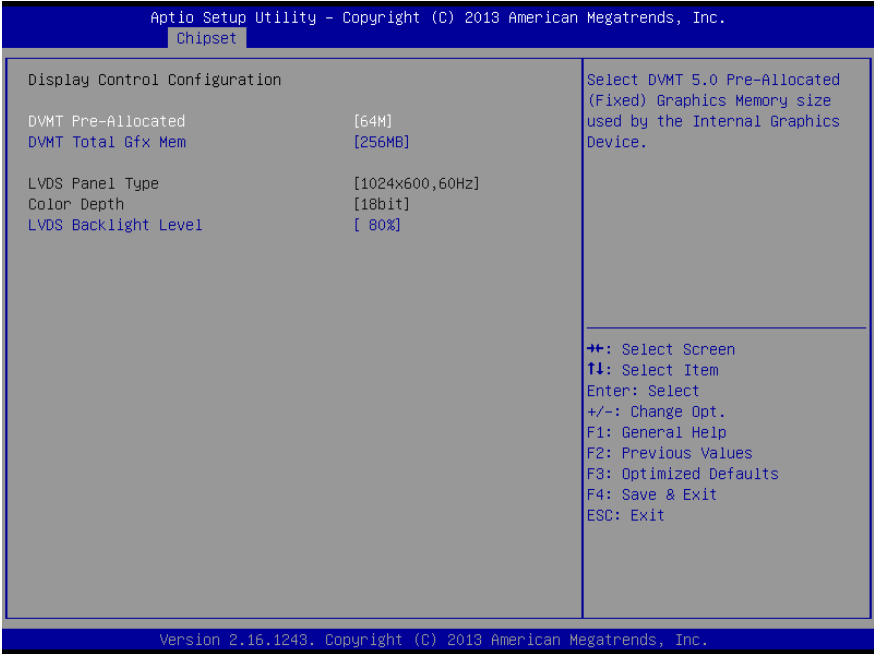 Aptio Setup Utility – Copyright (C) 2013 American Megatrends, Inc.
Chipset
Display Control Configuration
DVMT Pre-Allocated [64M]
DVMT Total Gfx Mem [256MB]
LVDS Panel Type [1024x600,60Hz]
Color Depth [18bit]
LVDS Backlight Level [ 80%]
Select DVMT 5.0 Pre-Allocated
(Fixed) Graphics Memory size
used by the Internal Graphics
Device.
→←: Select Screen
↑↓: Select Item
Enter: Select
+/-: Change Opt.
F1: General Help
F2: Previous Values
F3: Optimized Defaults
F4: Save & Exit
ESC: Exit
Version 2.16.1243. Copyright (C) 2013 American Megatrends, Inc.